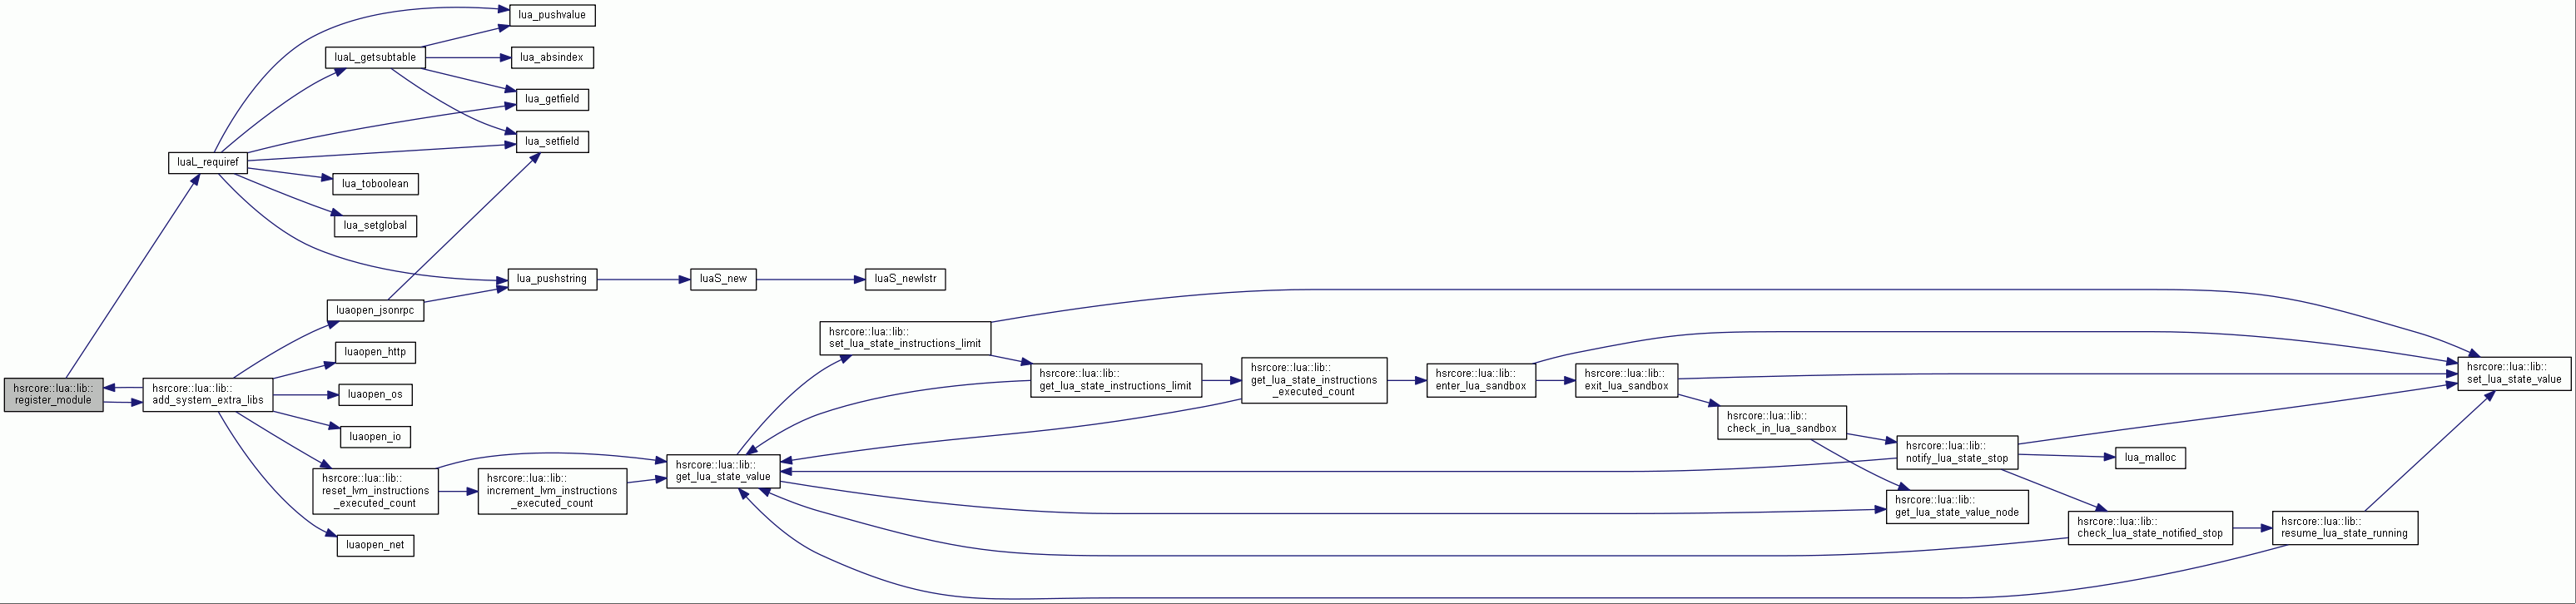 lua_pushvalue
luaL_getsubtable
lua_absindex
lua_getfield
lua_setfield
luaL_requiref
lua_toboolean
lua_setglobal
lua_pushstring
luaS_new
luaS_newlstr
luaopen_jsonrpc
hsrcore::lua::lib::
set_lua_state_instructions_limit
luaopen_http
hsrcore::lua::lib::
get_lua_state_instructions_limit
hsrcore::lua::lib::
get_lua_state_instructions
_executed_count
hsrcore::lua::lib::
enter_lua_sandbox
hsrcore::lua::lib::
exit_lua_sandbox
hsrcore::lua::lib::
set_lua_state_value
hsrcore::lua::lib::
register_module
hsrcore::lua::lib::
add_system_extra_libs
luaopen_os
hsrcore::lua::lib::
check_in_lua_sandbox
luaopen_io
hsrcore::lua::lib::
notify_lua_state_stop
lua_malloc
hsrcore::lua::lib::
reset_lvm_instructions
_executed_count
hsrcore::lua::lib::
increment_lvm_instructions
_executed_count
hsrcore::lua::lib::
get_lua_state_value
hsrcore::lua::lib::
get_lua_state_value_node
hsrcore::lua::lib::
check_lua_state_notified_stop
hsrcore::lua::lib::
resume_lua_state_running
luaopen_net